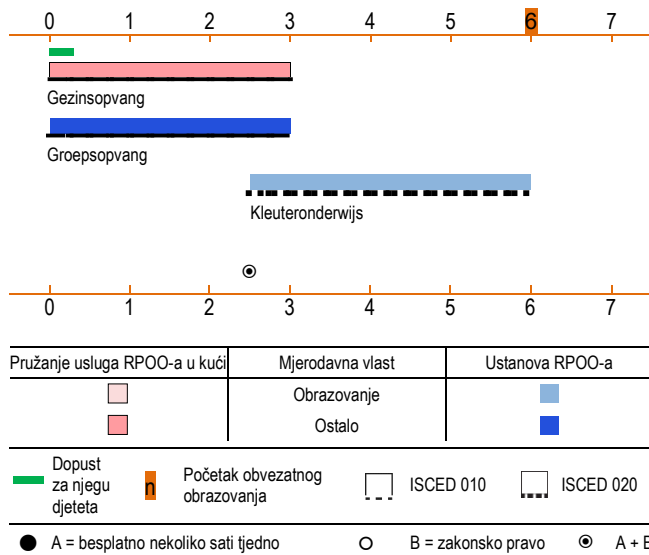 0 1 2 3 4 5 6 7
Gezinsopvang
Groepsopvang
Kleuteronderwijs
0 1 2 3 4 5 6 7
Pružanje usluga RPOO-a u kući Mjerodavna vlast Ustanova RPOO-a
Obrazovanje
Ostalo
Dopust
za njegu
djeteta
n
Početak obvezatnog
obrazovanja
ISCED 010
ISCED 020
A = besplatno nekoliko sati tjedno B = zakonsko pravo A + B